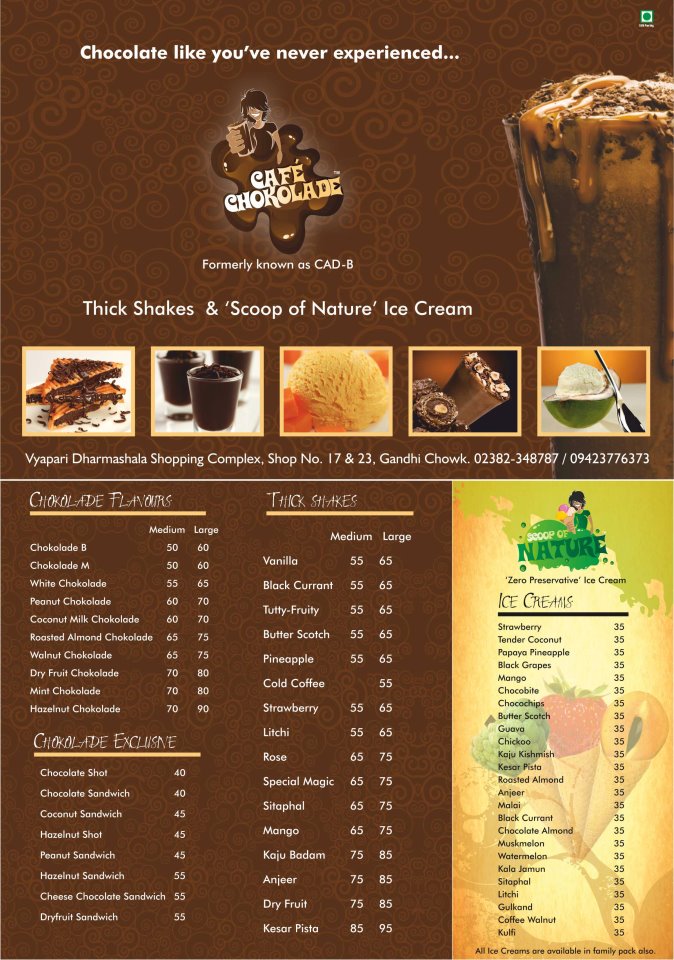 Chocolate like you've never experienced...
CAFÉ
CHOKOLADE™
Formerly known as CAD-B
Thick Shakes & 'Scoop of Nature' Ice Cream
Vyapari Dharmashala Shopping Complex, Shop No. 17 & 23, Gandhi Chowk. 02382-348787 / 09423776373
CHOKOLADE FLAVOURS
Medium Large
Chokolade B 50 60
Chokolade M 50 60
White Chokolade 55 65
Peanut Chokolade 60 70
Coconut Milk Chokolade 60 70
Roasted Almond Chokolade 65 75
Walnut Chokolade 65 75
Dry Fruit Chokolade 70 80
Mint Chokolade 70 80
Hazelnut Chokolade 70 90
CHOKOLADE EXCLUSIVE
Chocolate Shot 40
Chocolate Sandwich 40
Coconut Sandwich 45
Hazelnut Shot 45
Peanut Sandwich 45
Hazelnut Sandwich 55
Cheese Chocolate Sandwich 55
Dryfruit Sandwich 55
THICK SHAKES
Medium Large
Vanilla 55 65
Black Currant 55 65
Tutty-Fruity 55 65
Butter Scotch 55 65
Pineapple 55 65
Cold Coffee 55
Strawberry 55 65
Litchi 55 65
Rose 65 75
Special Magic 65 75
Sitaphal 65 75
Mango 65 75
Kaju Badam 75 85
Anjeer 75 85
Dry Fruit 75 85
Kesar Pista 85 95
SCOOP OF
NATURE
'Zero Preservative' Ice Cream
ICE CREAMS
Strawberry 35
Tender Coconut 35
Papaya Pineapple 35
Black Grapes 35
Mango 35
Chocobite 35
Chocochips 35
Butter Scotch 35
Guava 35
Chickoo 35
Kaju Kishmish 35
Kesar Pista 35
Roasted Almond 35
Anjeer 35
Malai 35
Black Currant 35
Chocolate Almond 35
Muskmelon 35
Watermelon 35
Kala Jamun 35
Sitaphal 35
Litchi 35
Gulkand 35
Coffee Walnut 35
Kulfi 35
All Ice Creams are available in family pack also.